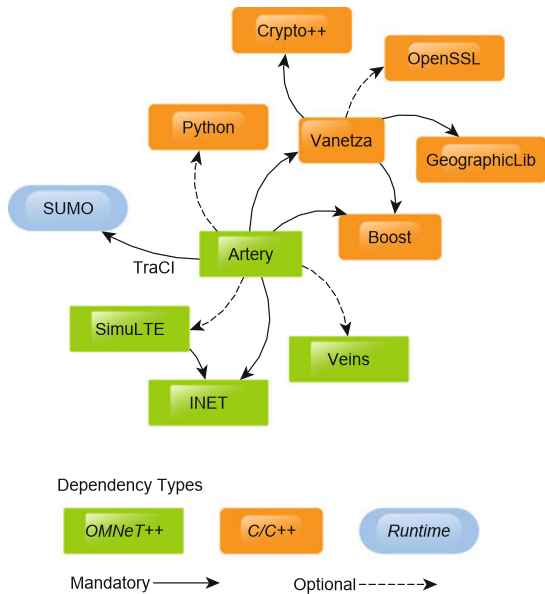 Crypto++
OpenSSL
Python
Vanetza
GeographicLib
SUMO
Boost
Artery
TraCI
SimuLTE
Veins
INET
Dependency Types
OMNeT++
C/C++
Runtime
Mandatory
Optional